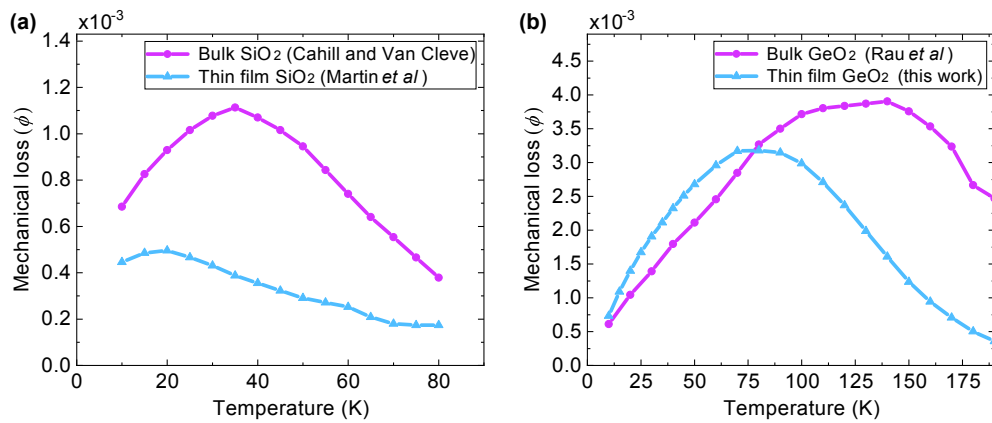 (a)
x10⁻³
1.4
1.2
1.0
0.8
0.6
0.4
0.2
0.0
Mechanical loss (ϕ)
Bulk SiO₂ (Cahill and Van Cleve)
Thin film SiO₂ (Martin et al )
0 20 40 60 80
Temperature (K)
(b)
x10⁻³
4.5
4.0
3.5
3.0
2.5
2.0
1.5
1.0
0.5
0.0
Mechanical loss (ϕ)
Bulk GeO₂ (Rau et al )
Thin film GeO₂ (this work)
0 25 50 75 100 125 150 175
Temperature (K)